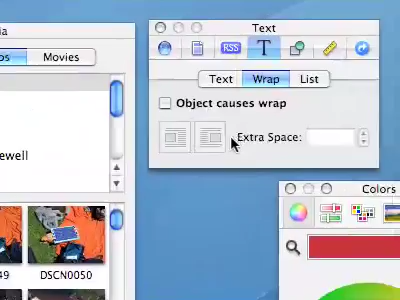 Text
RSS
T
Movies
Text Wrap List
Object causes wrap
Extra Space:
ewell
Colors
49 DSCN0050